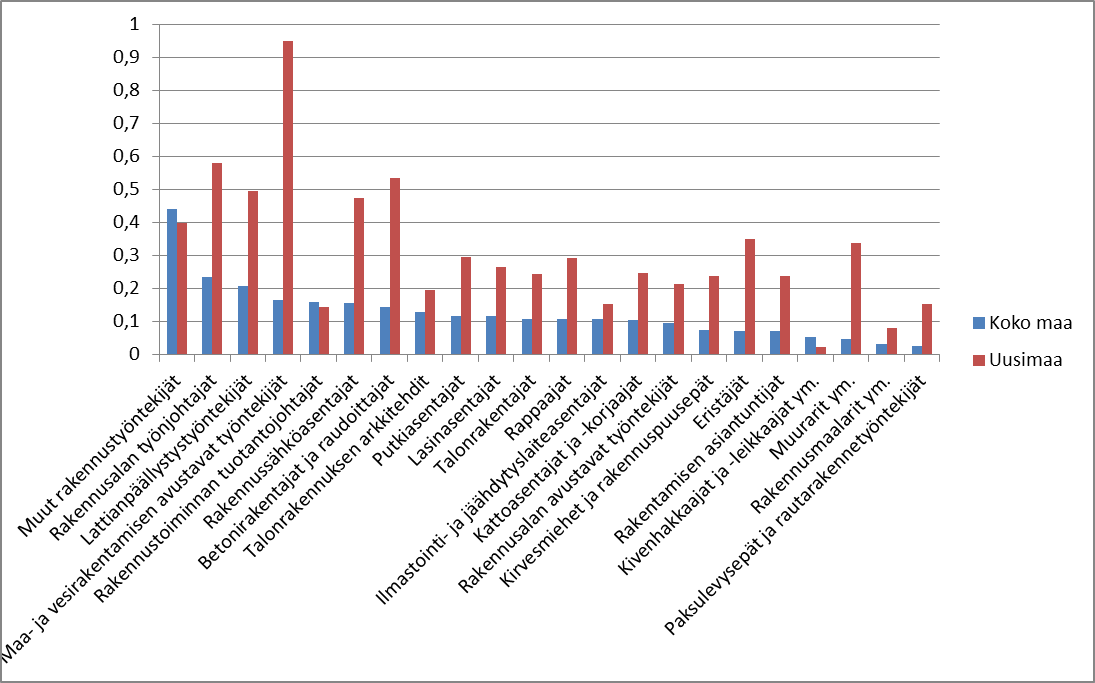 1
0,9
0,8
0,7
0,6
0,5
0,4
0,3
0,2
0,1
0
Muut rakennustyöntekijät
Rakennusalan työnjohtajat
Lattianpäällystystyöntekijät
Maa- ja vesirakentamisen avustavat työntekijät
Rakennustoiminnan tuotantojohtajat
Rakennussähköasentajat
Betonirakentajat ja raudoittajat
Talonrakennuksen arkkitehdit
Putkiasentajat
Lasinasentajat
Talonrakentajat
Rappaajat
Ilmastointi- ja jäähdytyslaiteasentajat
Kattoasentajat ja -korjaajat
Rakennusalan avustavat työntekijät
Kirvesmiehet ja rakennuspuusepät
Eristäjät
Rakentamisen asiantuntijat
Kivenhakkaajat ja -leikkaajat ym.
Muurarit ym.
Rakennusmaalarit ym.
Paksulevysepät ja rautarakennetyöntekijät
Koko maa
Uusimaa